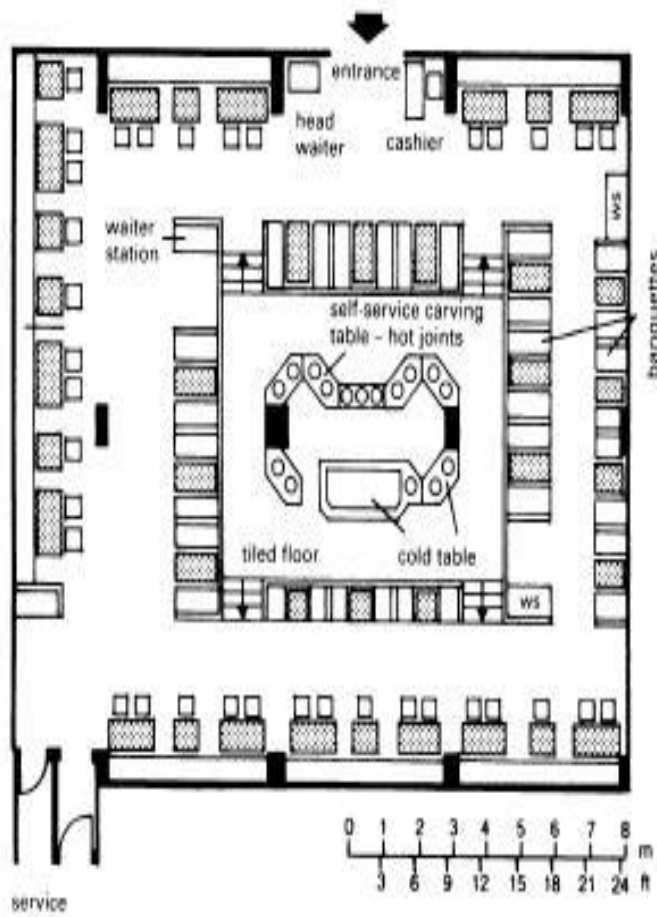 entrance
head
waiter
cashier
ws
waiter
station
banquettes
self-service carving
table – hot joints
tiled floor
cold table
ws
0 1 2 3 4 5 6 7 8
m
3 6 9 12 15 18 21 24 ft
service